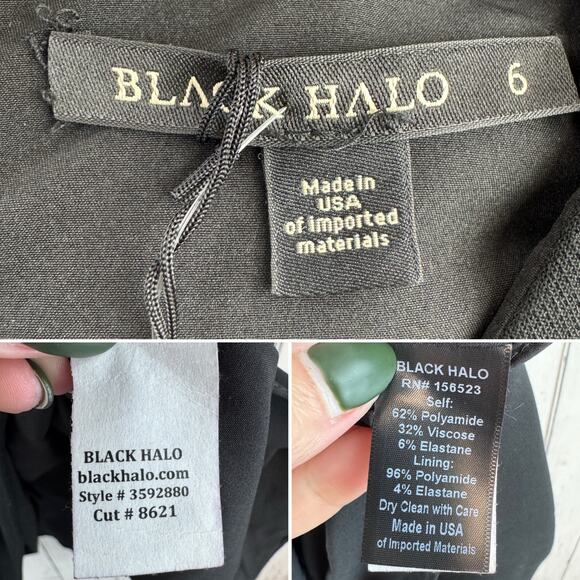 BLACK HALO 6
Made in
USA
of imported
materials
BLACK HALO
blackhalo.com
Style # 3592880
Cut # 8621
BLACK HALO
RN# 156523
Self:
62% Polyamide
32% Viscose
6% Elastane
Lining:
96% Polyamide
4% Elastane
Dry Clean with Care
Made in USA
of Imported Materials